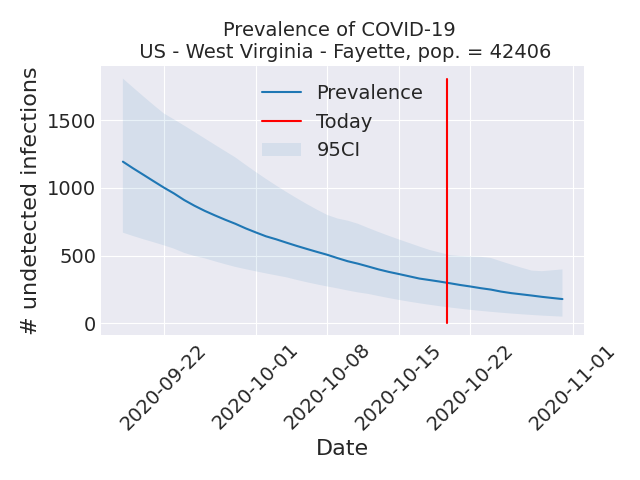 Prevalence of COVID-19
US - West Virginia - Fayette, pop. = 42406
# undetected infections
1500
1000
500
0
Prevalence
Today
95CI
2020-09-22
2020-10-01
2020-10-08
2020-10-15
2020-10-22
2020-11-01
Date